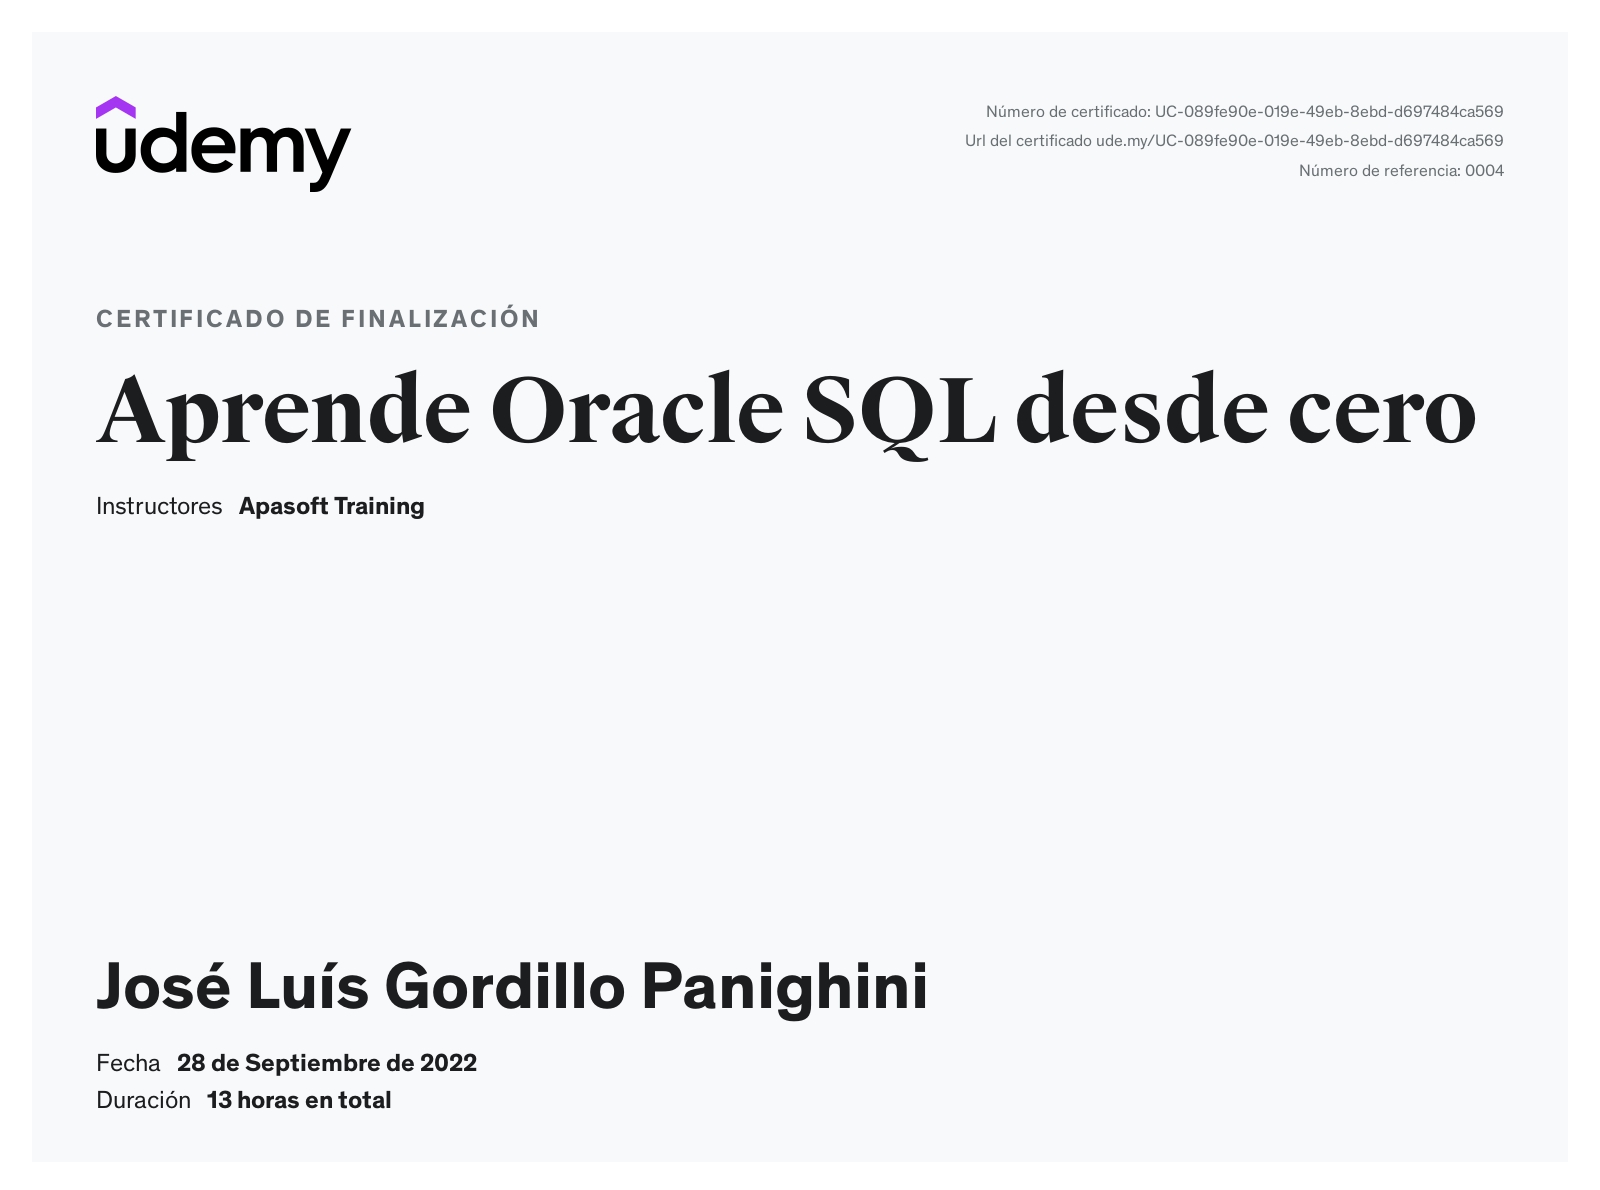 udemy
Número de certificado: UC-089fe90e-019e-49eb-8ebd-d697484ca569
Url del certificado ude.my/UC-089fe90e-019e-49eb-8ebd-d697484ca569
Número de referencia: 0004
CERTIFICADO DE FINALIZACIÓN
Aprende Oracle SQL desde cero
Instructores Apasoft Training
José Luís Gordillo Panighini
Fecha 28 de Septiembre de 2022
Duración 13 horas en total